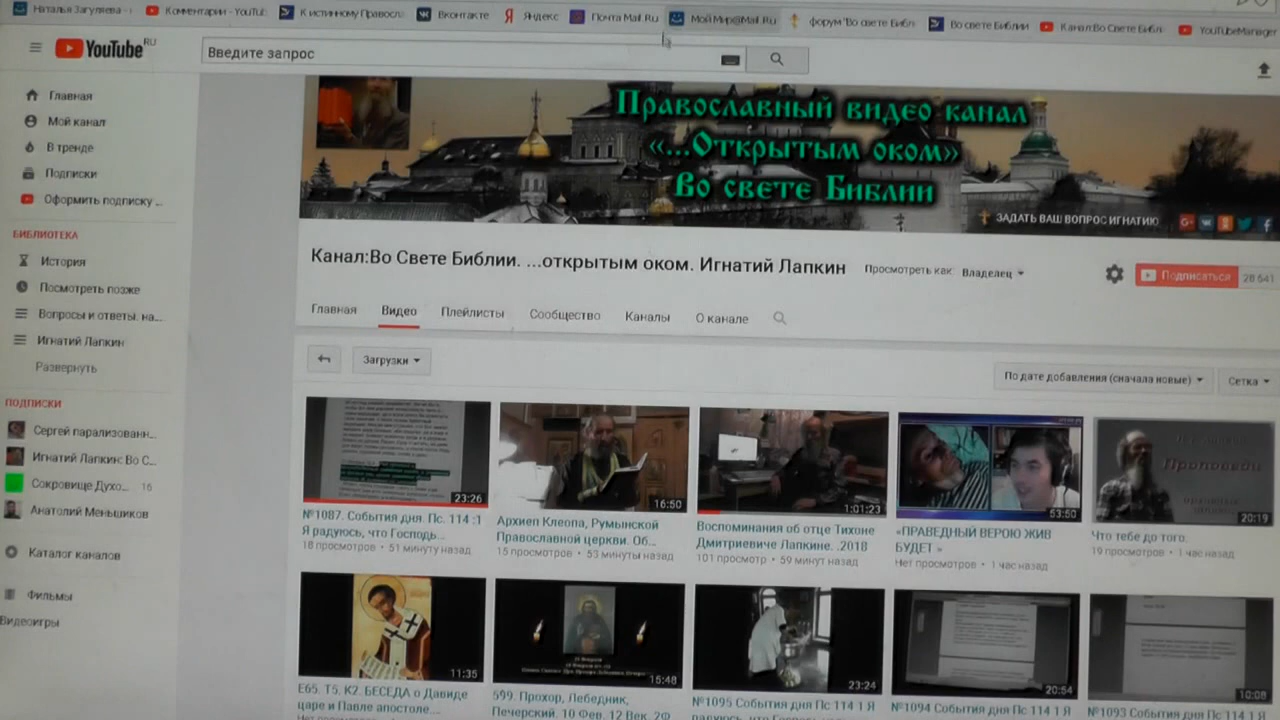 Наталья Загуляева -
Комментарии - YouTub
К истинному Правосл
Вконтакте
Яндекс
Почта Mail.Ru
Мой Мир@Mail.Ru
форум 'Во свете Библ
Во свете Библии
Канал:Во Свете Библ
YouTubeManager
YouTube RU
Введите запрос
Главная
Мой канал
В тренде
Подписки
Оформить подписку ...
БИБЛИОТЕКА
История
Посмотреть позже
Вопросы и ответы. на...
Игнатий Лапкин
Развернуть
ПОДПИСКИ
Сергей парализованн...
Игнатий Лапкин: Во С...
Сокровище Духо... 16
Анатолий Меньшиков
Каталог каналов
Фильмы
Видеоигры
Православный видео канал
«...Открытым оком»
Во свете Библии
ЗАДАТЬ ВАШ ВОПРОС ИГНАТИЮ
Канал:Во Свете Библии. ...открытым оком. Игнатий Лапкин
Просмотреть как: Владелец
Подписаться 28 541
Главная Видео Плейлисты Сообщество Каналы О канале
Загрузки
По дате добавления (сначала новые)
Сетка
23:26
№1087. События дня. Пс. 114 :1
Я радуюсь, что Господь...
18 просмотров • 51 минуту назад
16:50
Архиеп Клеопа, Румынской
Православной церкви. Об...
15 просмотров • 53 минуты назад
1:01:23
Воспоминания об отце Тихоне
Дмитриевиче Лапкине. .2018
101 просмотр • 59 минут назад
53:50
«ПРАВЕДНЫЙ ВЕРОЮ ЖИВ
БУДЕТ »
Нет просмотров • 1 час назад
Проповеди
20:19
Что тебе до того.
19 просмотров • 1 час назад
11:35
Е65. Т5. К2. БЕСЕДА о Давиде
царе и Павле апостоле...
15:48
599. Прохор, Лебедник,
Печерский. 10 Фев. 12 Век. 2Ф
23:24
№1095 События дня Пс 114 1 Я
радуюсь, что Господь
20:54
№1094 События дня Пс 114 1 Я
10:08
№1093 События дня Пс 114 1 Я